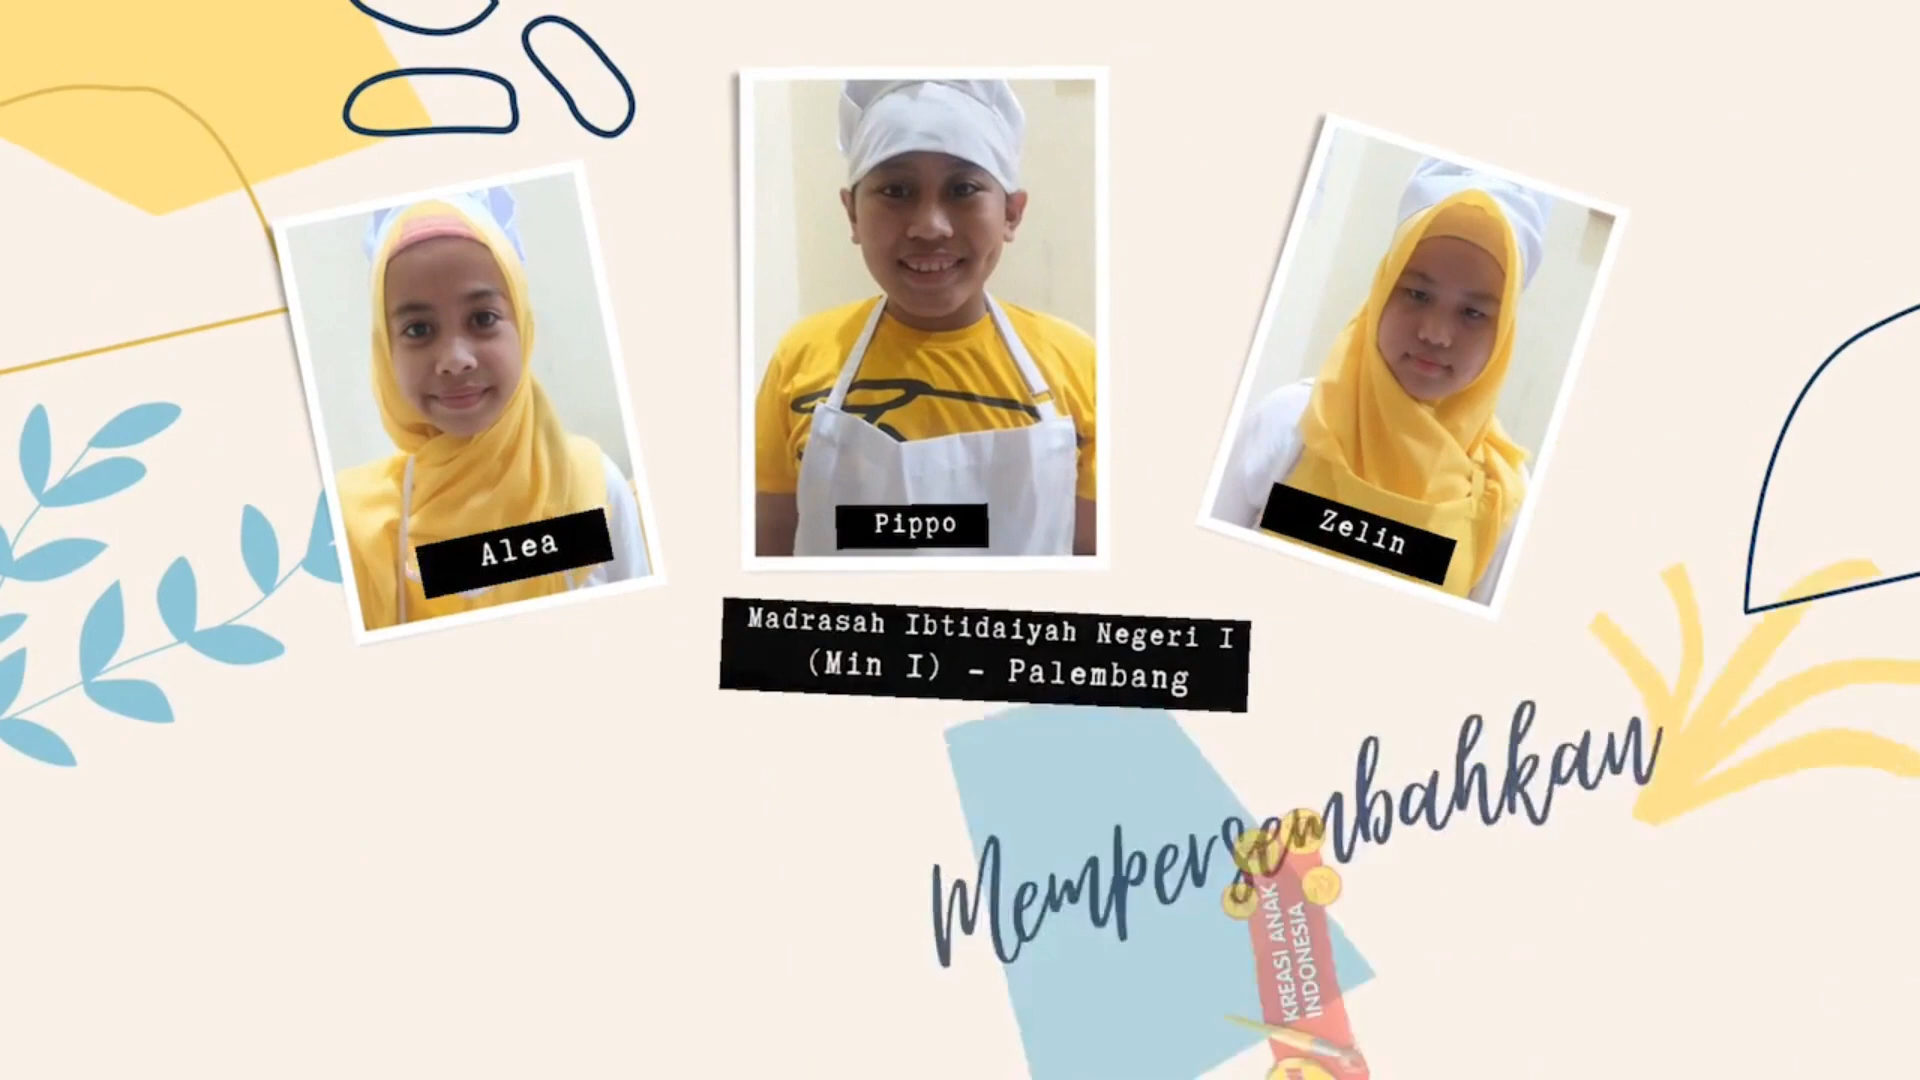 Alea
Pippo
Zelin
Madrasah Ibtidaiyah Negeri I
(Min I) - Palembang
Mempersembahkan
KREASI ANAK
INDONESIA